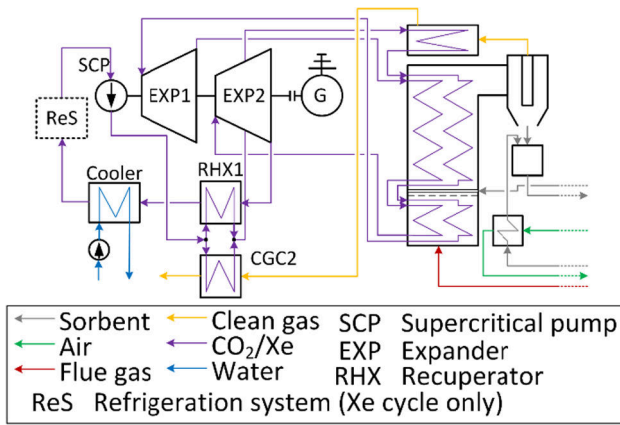 SCP
EXP1
EXP2
G
ReS
Cooler
RHX1
CGC2
Sorbent
Clean gas
SCP Supercritical pump
Air
CO₂/Xe
EXP Expander
Flue gas
Water
RHX Recuperator
ReS Refrigeration system (Xe cycle only)